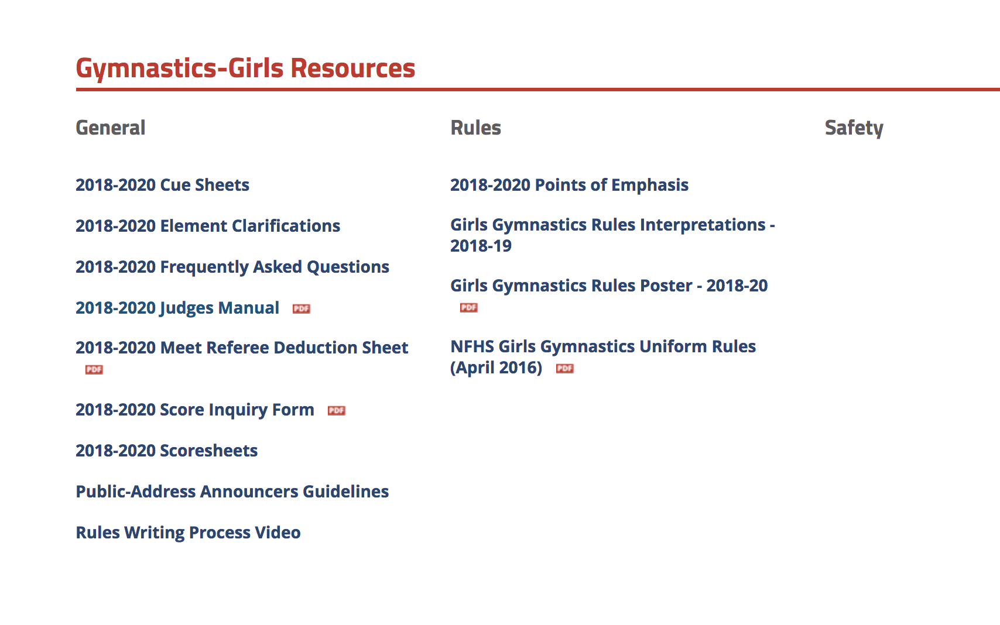 Gymnastics-Girls Resources
General
2018-2020 Cue Sheets
2018-2020 Element Clarifications
2018-2020 Frequently Asked Questions
2018-2020 Judges Manual PDF
2018-2020 Meet Referee Deduction Sheet
PDF
2018-2020 Score Inquiry Form PDF
2018-2020 Scoresheets
Public-Address Announcers Guidelines
Rules Writing Process Video
Rules
2018-2020 Points of Emphasis
Girls Gymnastics Rules Interpretations -
2018-19
Girls Gymnastics Rules Poster - 2018-20
PDF
NFHS Girls Gymnastics Uniform Rules
(April 2016) PDF
Safety